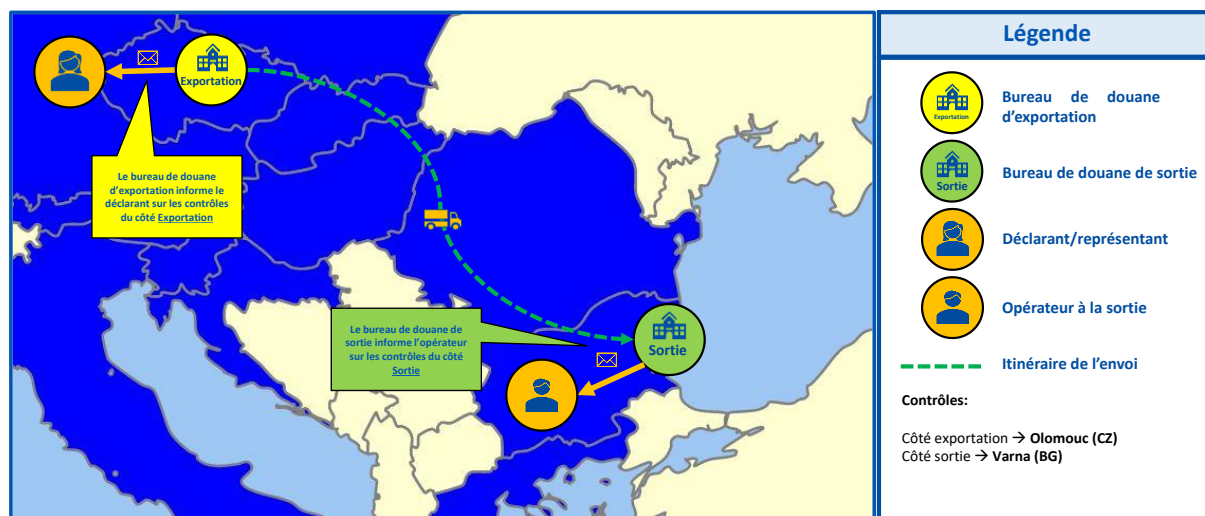 Exportation
Le bureau de douane
d'exportation informe le
déclarant sur les contrôles
du côté Exportation
Le bureau de douane de
sortie informe l'opérateur
sur les contrôles du côté
Sortie
Sortie
Légende
Exportation
Bureau de douane
d'exportation
Sortie
Bureau de douane de sortie
Déclarant/représentant
Opérateur à la sortie
Itinéraire de l'envoi
Contrôles:
Côté exportation → Olomouc (CZ)
Côté sortie → Varna (BG)